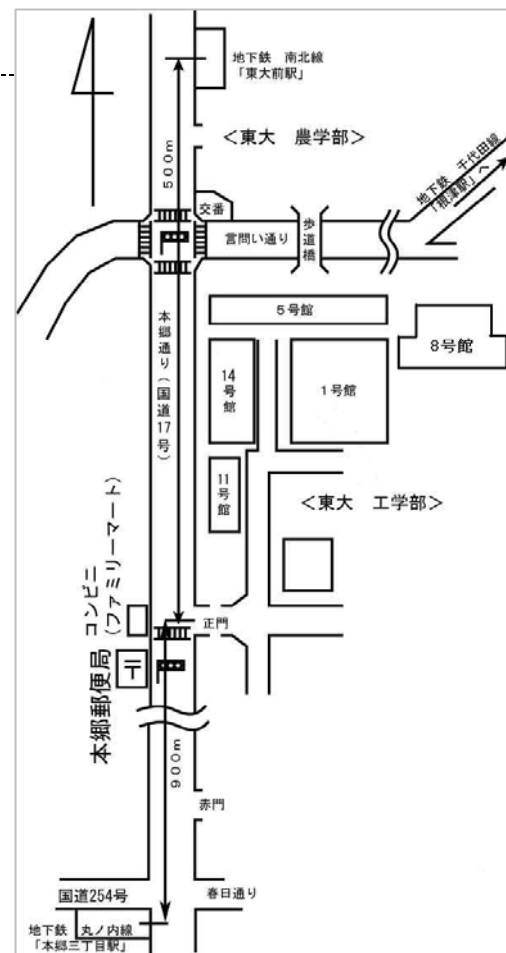 地下鉄　南北線
「東大前駅」
＜東大　農学部＞
500m
地下鉄　千代田線
「根津駅」へ
交番
言問い通り
歩道橋
5号館
8号館
14号館
1号館
本郷通り(国道17号)
11号館
＜東大　工学部＞
コンビニ
(ファミリーマート)
正門
本郷郵便局
〒
900m
赤門
国道254号
春日通り
地下鉄　丸ノ内線
「本郷三丁目駅」